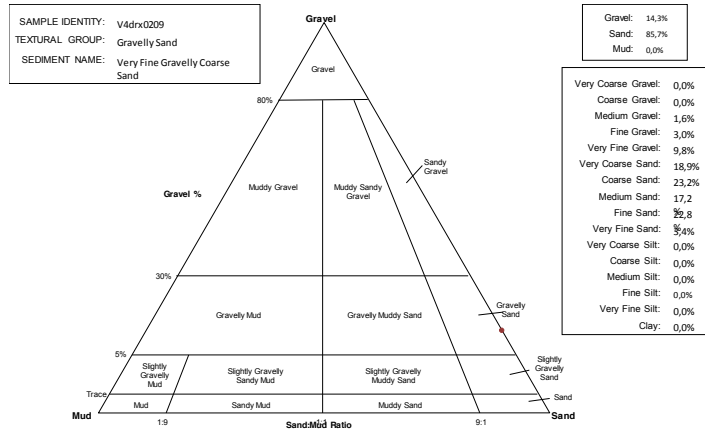 SAMPLE IDENTITY: V4drx0209
TEXTURAL GROUP: Gravelly Sand
SEDIMENT NAME: Very Fine Gravelly Coarse
Sand
Gravel: 14,3%
Sand: 85,7%
Mud: 0,0%
Very Coarse Gravel: 0,0%
Coarse Gravel: 0,0%
Medium Gravel: 1,6%
Fine Gravel: 3,0%
Very Fine Gravel: 9,8%
Very Coarse Sand: 18,9%
Coarse Sand: 23,2%
Medium Sand: 17,2
%
Fine Sand: 22,8
%
Very Fine Sand: 3,4%
Very Coarse Silt: 0,0%
Coarse Silt: 0,0%
Medium Silt: 0,0%
Fine Silt: 0,0%
Very Fine Silt: 0,0%
Clay: 0,0%
Gravel
Gravel
80%
Gravel %
Muddy Gravel
Muddy Sandy
Gravel
Sandy
Gravel
30%
Gravelly Mud
Gravelly Muddy Sand
Gravelly
Sand
5%
Slightly
Gravelly
Mud
Slightly Gravelly
Sandy Mud
Slightly Gravelly
Muddy Sand
Slightly
Gravelly
Sand
Trace
Mud
Sandy Mud
Muddy Sand
Sand
Mud
Sand
1:9
1:1
9:1
Sand:Mud Ratio